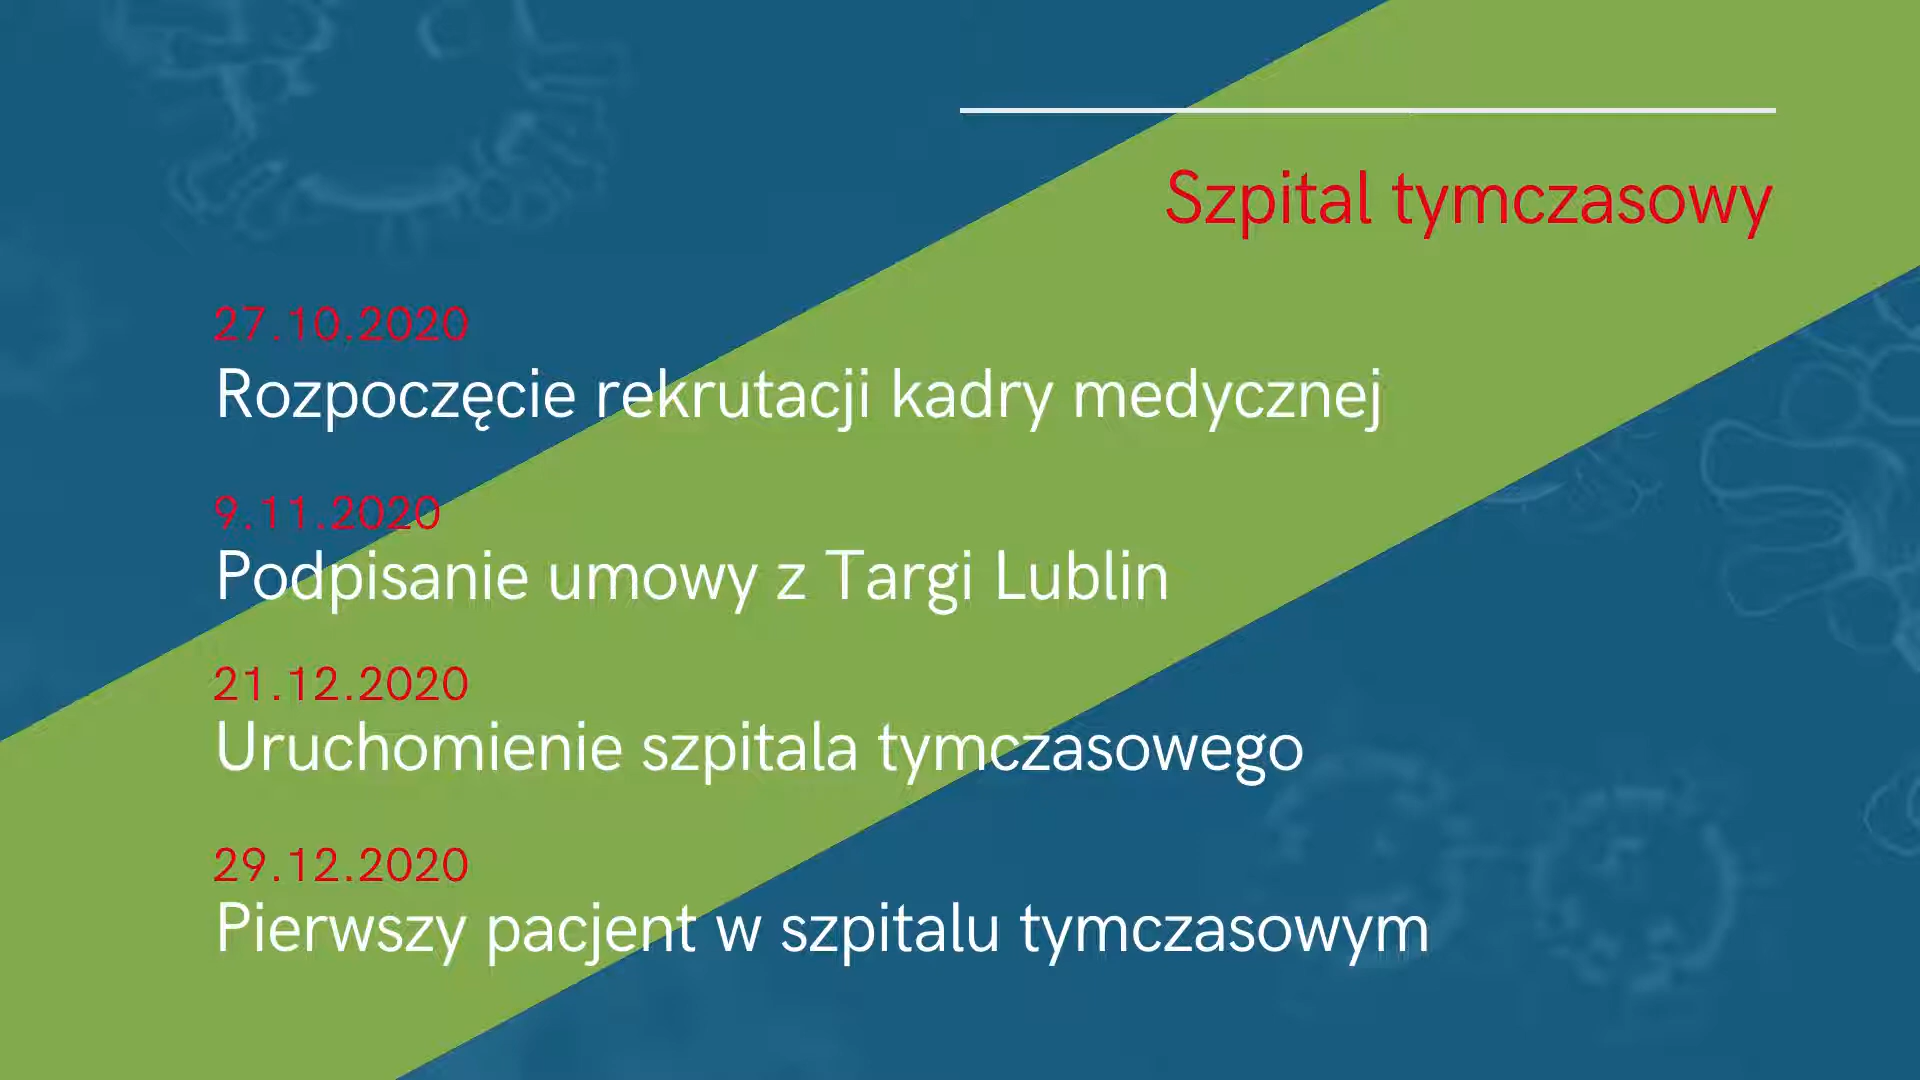 Szpital tymczasowy
27.10.2020
Rozpoczęcie rekrutacji kadry medycznej
9.11.2020
Podpisanie umowy z Targi Lublin
21.12.2020
Uruchomienie szpitala tymczasowego
29.12.2020
Pierwszy pacjent w szpitalu tymczasowym